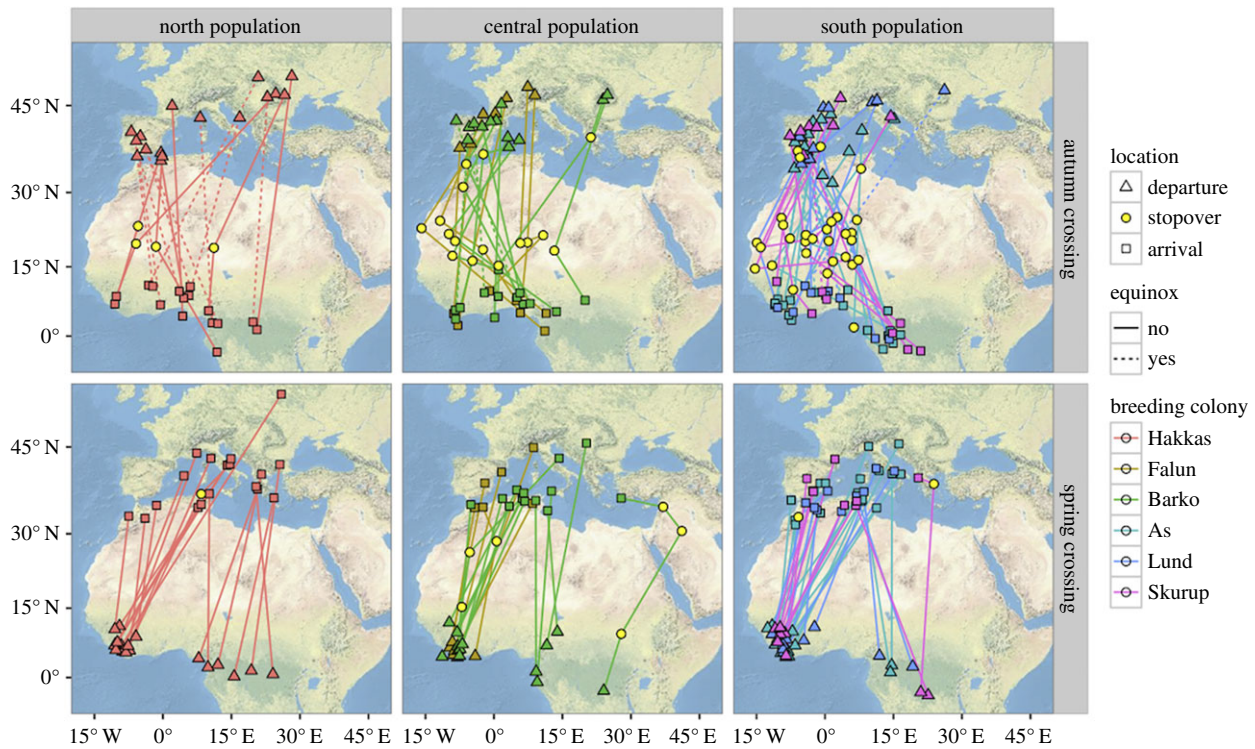 north population
central population
south population
45° N
30° N
15° N
0°
autumn crossing
45° N
30° N
15° N
0°
spring crossing
15° W
0°
15° E
30° E
45° E
15° W
0°
15° E
30° E
45° E
15° W
0°
15° E
30° E
45° E
location
departure
stopover
arrival
equinox
no
yes
breeding colony
Hakkas
Falun
Barko
As
Lund
Skurup